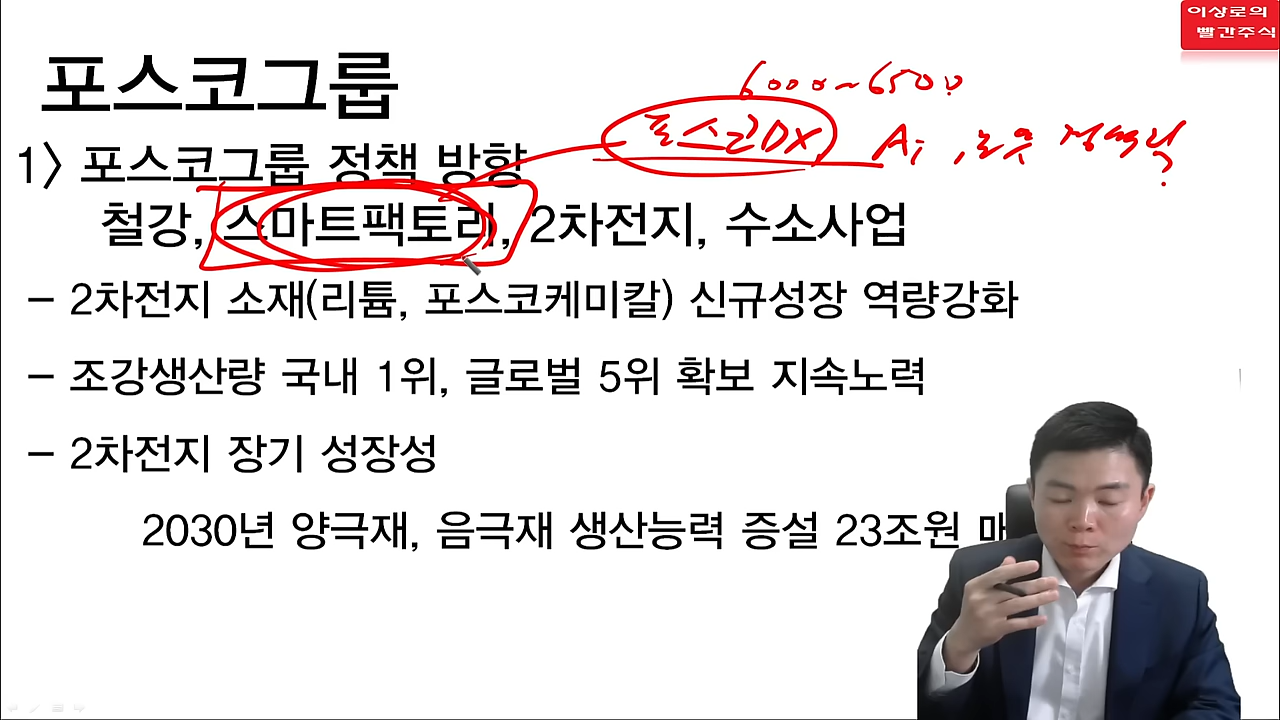 이상로의
빨간주식
포스코그룹
6000~6500
포스코DX Ai, 로봇
1> 포스코그룹 정책 방향
철강, 스마트팩토리, 2차전지, 수소사업
– 2차전지 소재(리튬, 포스코케미칼) 신규성장 역량강화
– 조강생산량 국내 1위, 글로벌 5위 확보 지속노력
– 2차전지 장기 성장성
2030년 양극재, 음극재 생산능력 증설 23조원 매